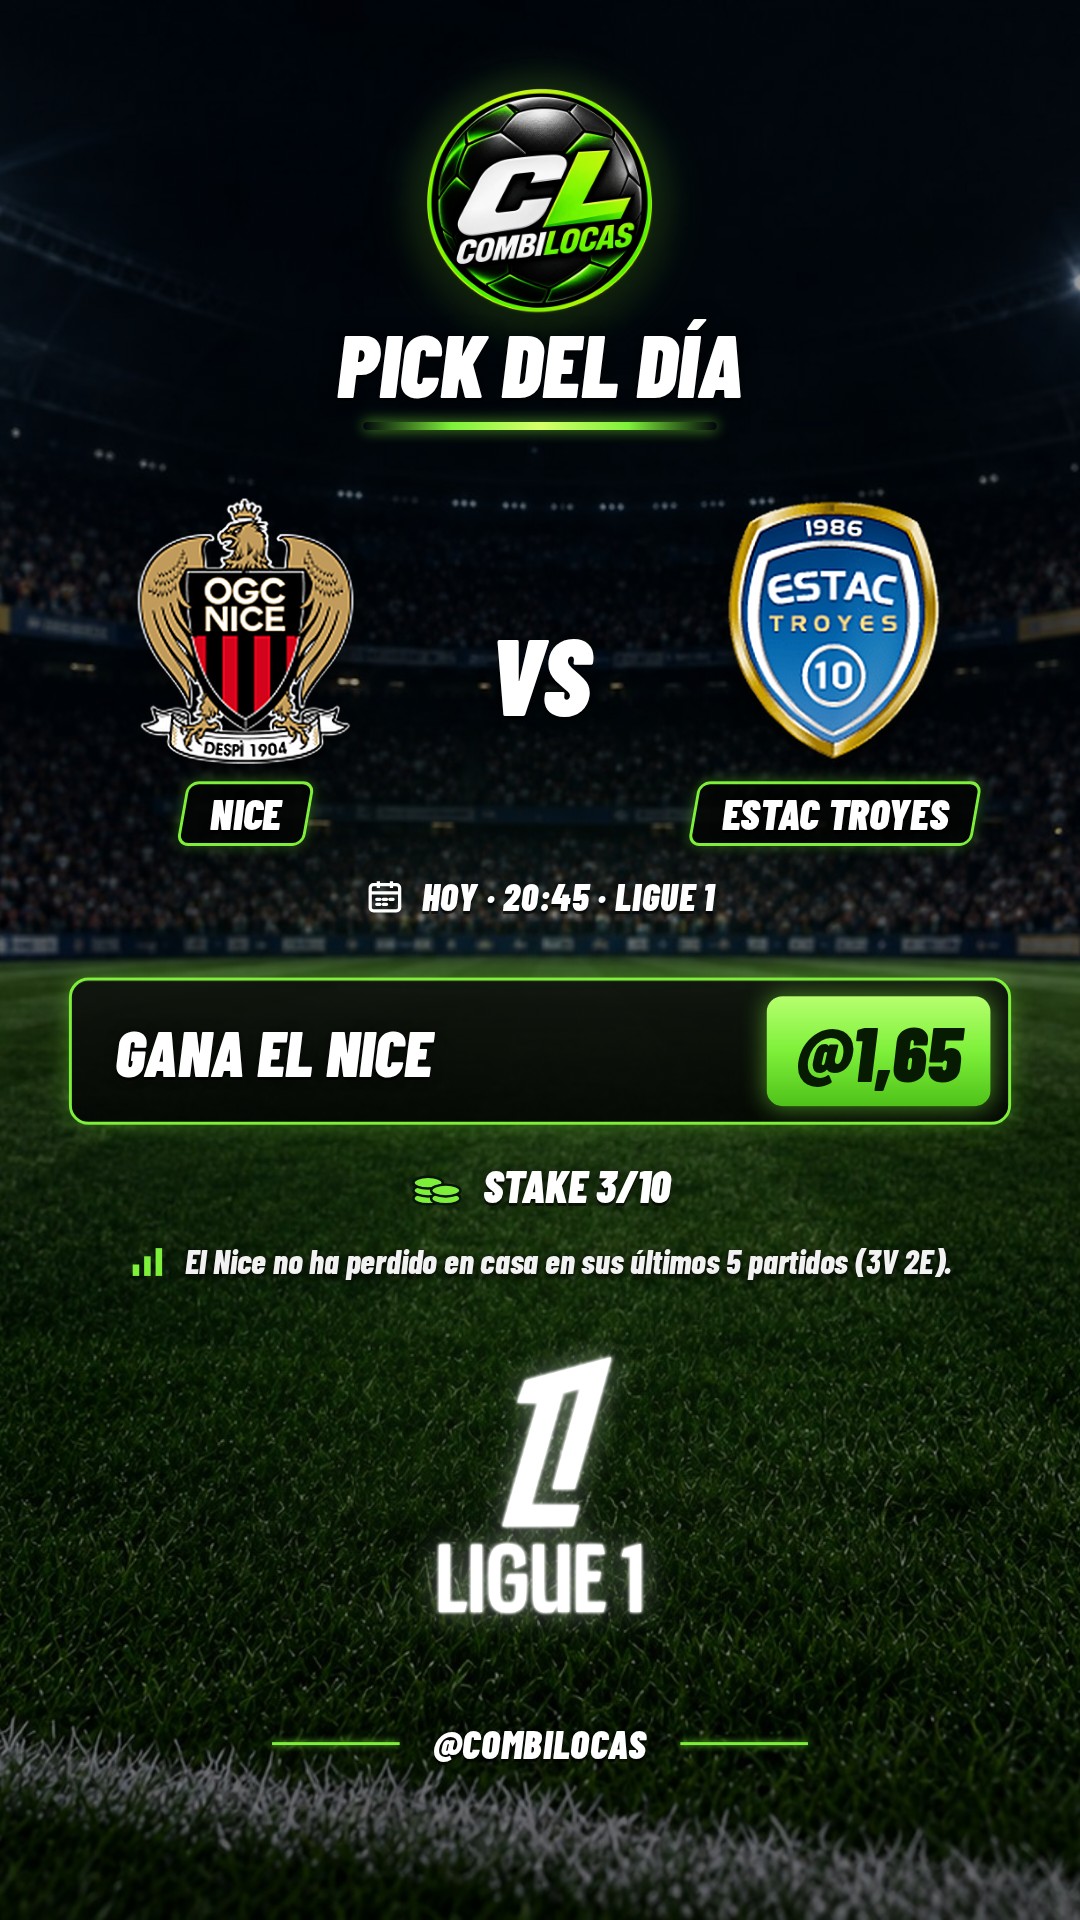 CL
COMBILOCAS
PICK DEL DÍA
OGC
NICE
DESPÌ 1904
VS
1986
ESTAC
TROYES
10
NICE
ESTAC TROYES
HOY · 20:45 · LIGUE 1
GANA EL NICE
@1,65
STAKE 3/10
El Nice no ha perdido en casa en sus últimos 5 partidos (3V 2E).
LIGUE 1
@COMBILOCAS